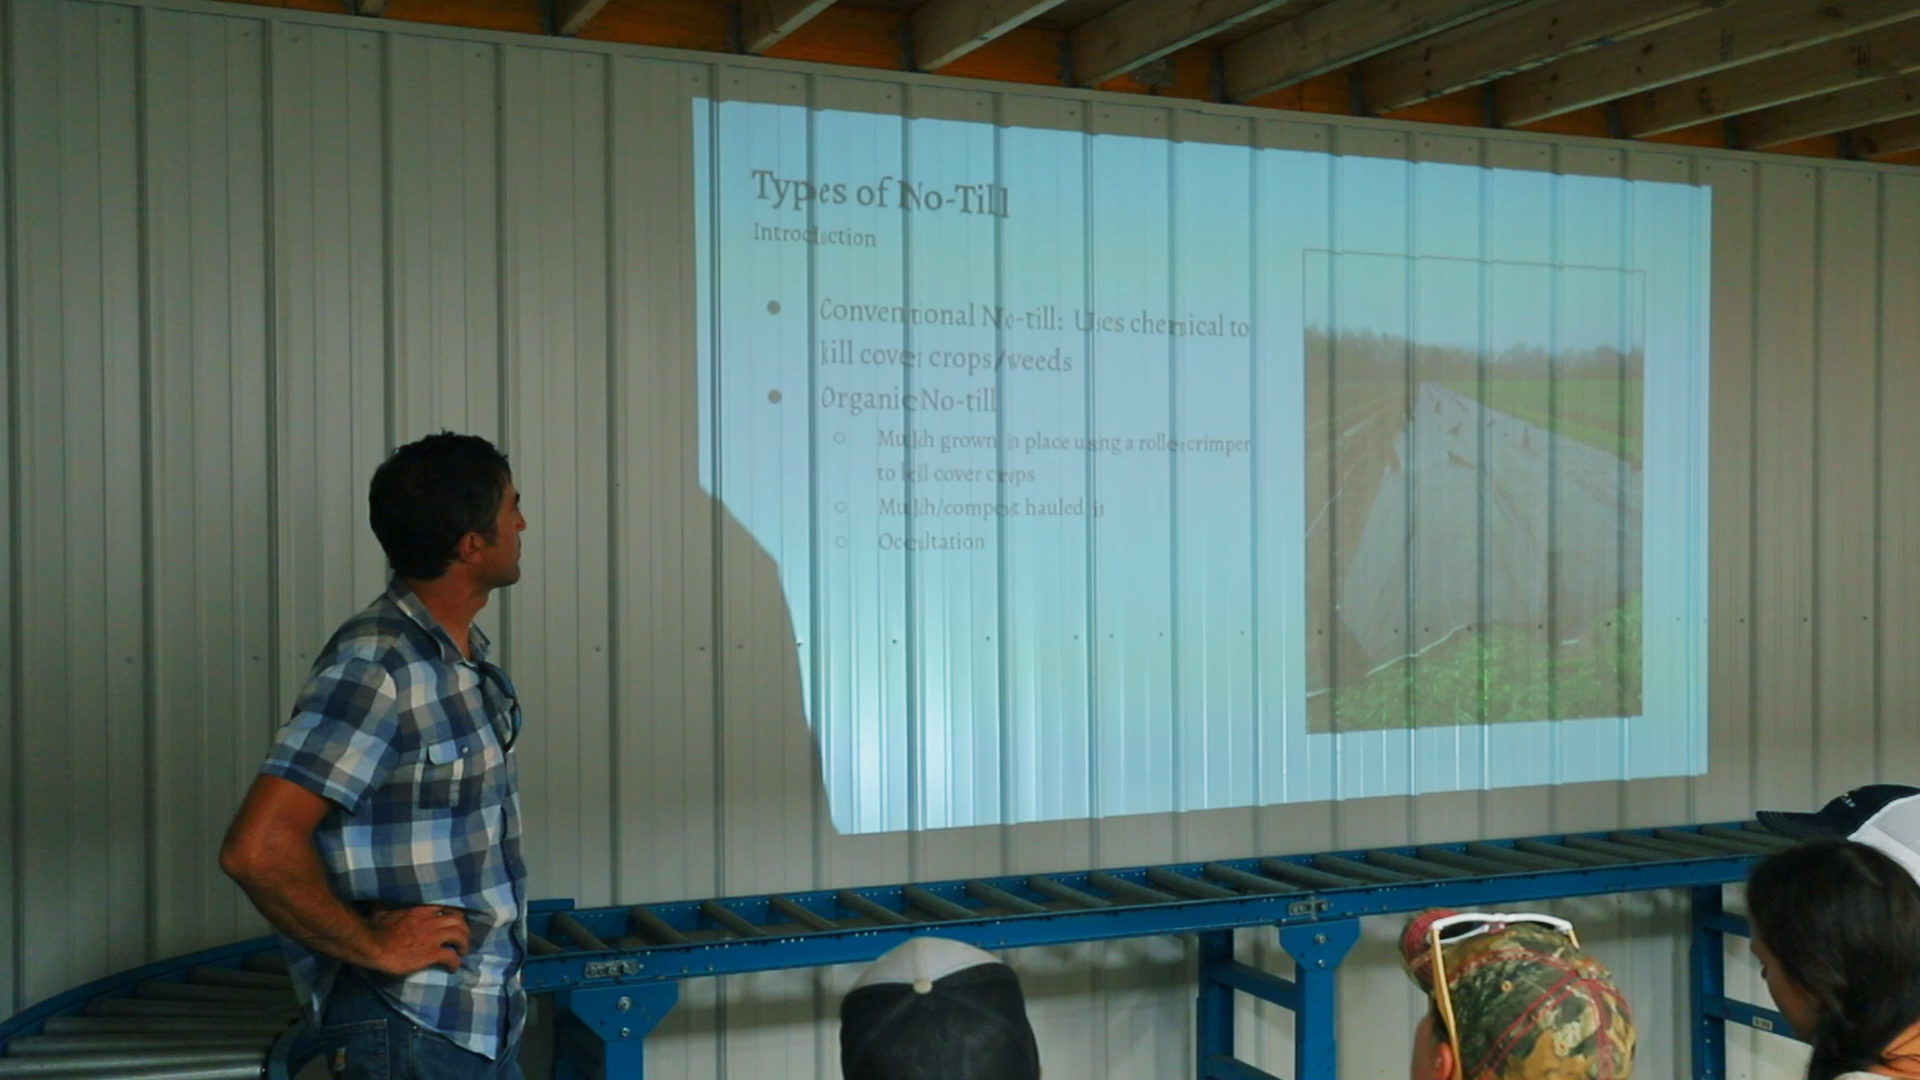 Types of No-Till
Introduction
● Conventional No-till: Uses chemical to
kill cover crops/weeds
● Organic No-till
○ Mulch grown in place using a roller crimper
to kill cover crops
○ Mulch/compost hauled in
○ Occultation